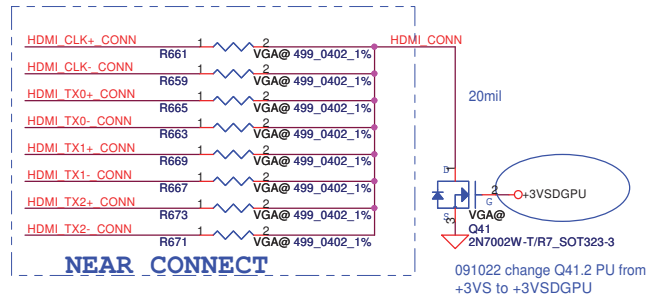 HDMI_CLK+_CONN 1 2 HDMI_CONN
R661 VGA@ 499_0402_1%
HDMI_CLK-_CONN 1 2
R659 VGA@ 499_0402_1%
HDMI_TX0+_CONN 1 2
R665 VGA@ 499_0402_1%
20mil
HDMI_TX0-_CONN 1 2
R663 VGA@ 499_0402_1%
HDMI_TX1+_CONN 1 2
R669 VGA@ 499_0402_1%
HDMI_TX1-_CONN 1 2
R667 VGA@ 499_0402_1%
HDMI_TX2+_CONN 1 2
R673 VGA@ 499_0402_1%
HDMI_TX2-_CONN 1 2
R671 VGA@ 499_0402_1%
D 1
2 +3VSDGPU
G
S 3
VGA@
Q41
2N7002W-T/R7_SOT323-3
NEAR CONNECT
091022 change Q41.2 PU from
+3VS to +3VSDGPU